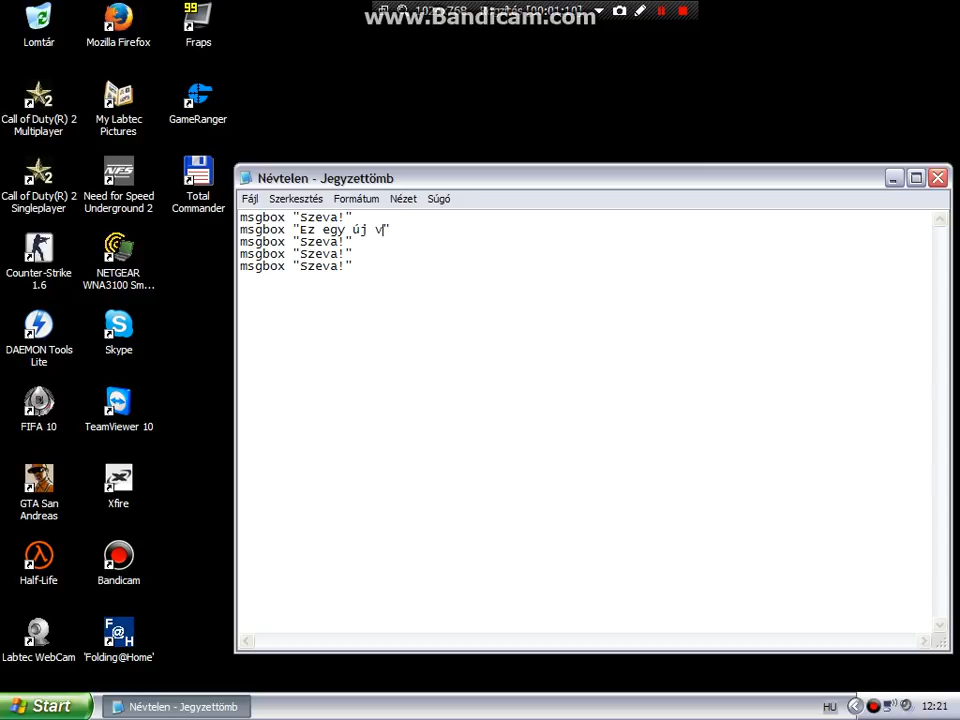 www.Bandicam.com
99
Lomtár
Mozilla Firefox
Fraps
2
Call of Duty(R) 2 Multiplayer
My Labtec Pictures
GameRanger
2
Call of Duty(R) 2 Singleplayer
NFS
Need for Speed Underground 2
Total Commander
Counter-Strike 1.6
NETGEAR WNA3100 Sm...
DAEMON Tools Lite
Skype
FIFA 10
TeamViewer 10
GTA San Andreas
Xfire
Half-Life
Bandicam
Labtec WebCam
F @ H
'Folding@Home'
Névtelen - Jegyzettömb
Fájl Szerkesztés Formátum Nézet Súgó
msgbox "Szeva!"
msgbox "Ez egy új v"
msgbox "Szeva!"
msgbox "Szeva!"
msgbox "Szeva!"
Start
Névtelen - Jegyzettömb
HU
12:21